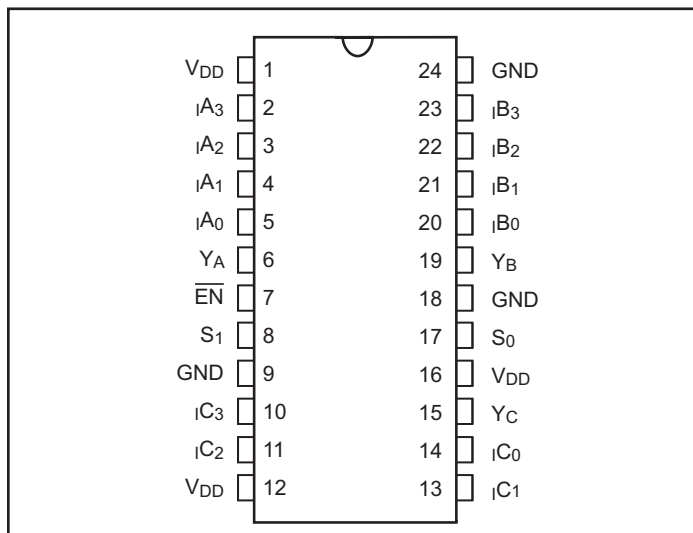 VDD 1 24 GND
IA3 2 23 IB3
IA2 3 22 IB2
IA1 4 21 IB1
IA0 5 20 IB0
YA 6 19 YB
EN 7 18 GND
S1 8 17 S0
GND 9 16 VDD
IC3 10 15 YC
IC2 11 14 IC0
VDD 12 13 IC1